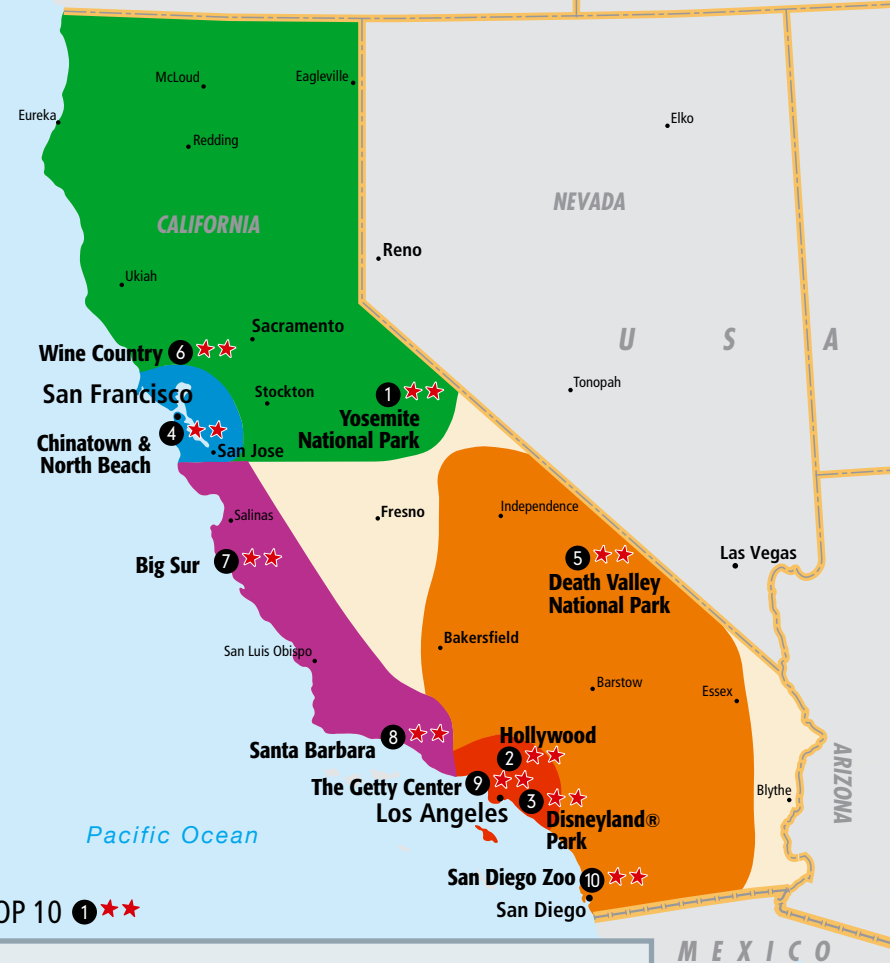 McLoud
Eagleville
Eureka
Elko
Redding
NEVADA
CALIFORNIA
Reno
Ukiah
Sacramento
U S A
Wine Country 6
Tonopah
San Francisco
Stockton
1
Yosemite
National Park
4
Chinatown &
North Beach
San Jose
Salinas
Fresno
Independence
Big Sur 7
5
Death Valley
National Park
Las Vegas
Bakersfield
San Luis Obispo
Barstow
Essex
Santa Barbara 8
Hollywood
2
The Getty Center 9
3
Los Angeles
Disneyland®
Park
Blythe
ARIZONA
Pacific Ocean
San Diego Zoo 10
San Diego
OP 10 1
MEXICO